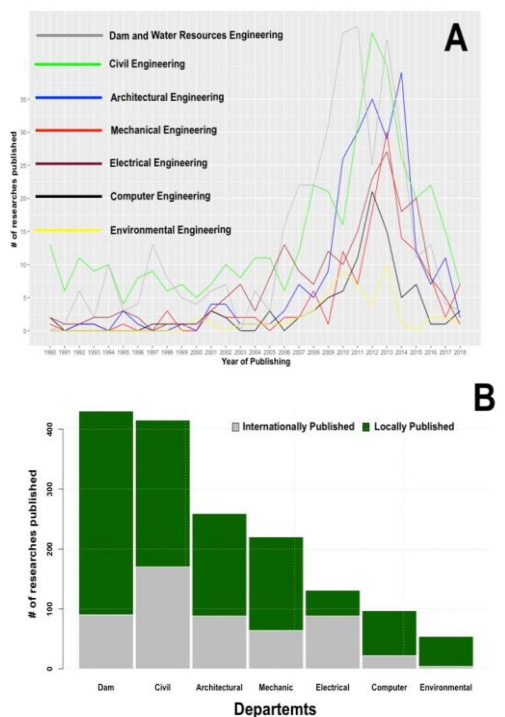 A
Dam and Water Resources Engineering
Civil Engineering
Architectural Engineering
Mechanical Engineering
Electrical Engineering
Computer Engineering
Environmental Engineering
# of researches published
35
30
25
20
15
10
5
0
1990 1991 1992 1993 1994 1995 1996 1997 1998 1999 2000 2001 2002 2003 2004 2005 2006 2007 2008 2009 2010 2011 2012 2013 2014 2015 2016 2017 2018
Year of Publishing
B
Internationally Published Locally Published
# of researches published
400
300
200
100
0
Dam Civil Architectural Mechanic Electrical Computer Environmental
Departemts